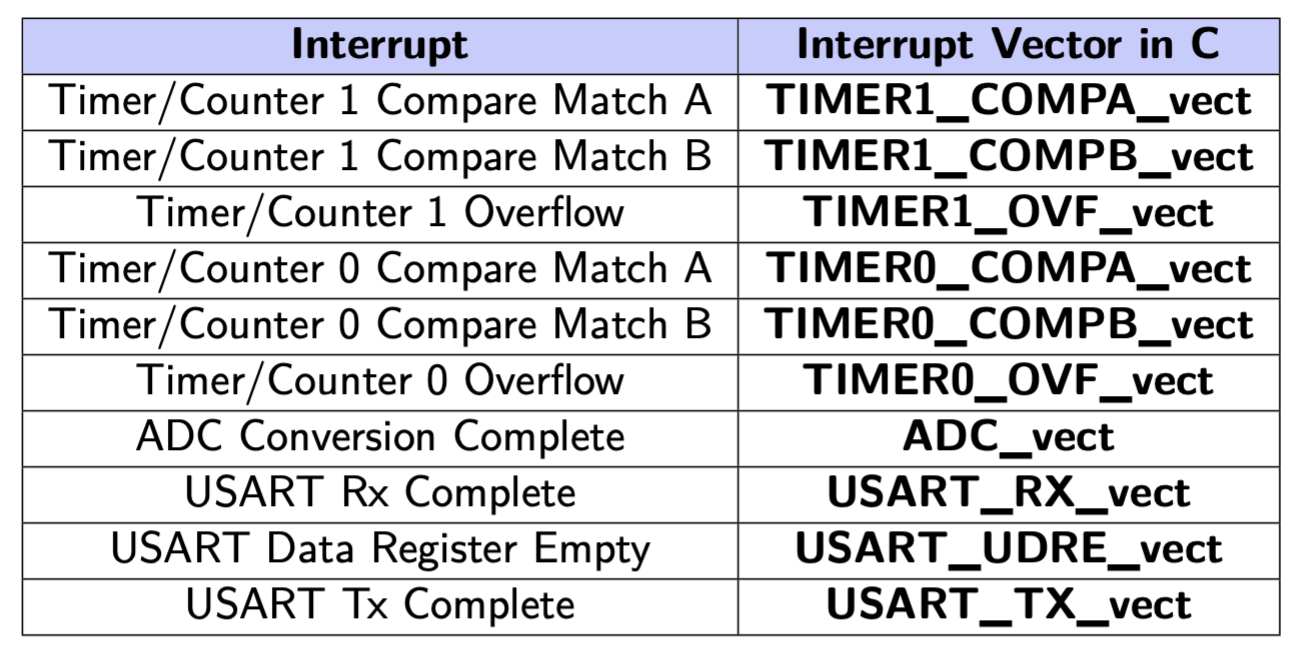 Interrupt Interrupt Vector in C
Timer/Counter 1 Compare Match A TIMER1_COMPA_vect
Timer/Counter 1 Compare Match B TIMER1_COMPB_vect
Timer/Counter 1 Overflow TIMER1_OVF_vect
Timer/Counter 0 Compare Match A TIMER0_COMPA_vect
Timer/Counter 0 Compare Match B TIMER0_COMPB_vect
Timer/Counter 0 Overflow TIMER0_OVF_vect
ADC Conversion Complete ADC_vect
USART Rx Complete USART_RX_vect
USART Data Register Empty USART_UDRE_vect
USART Tx Complete USART_TX_vect